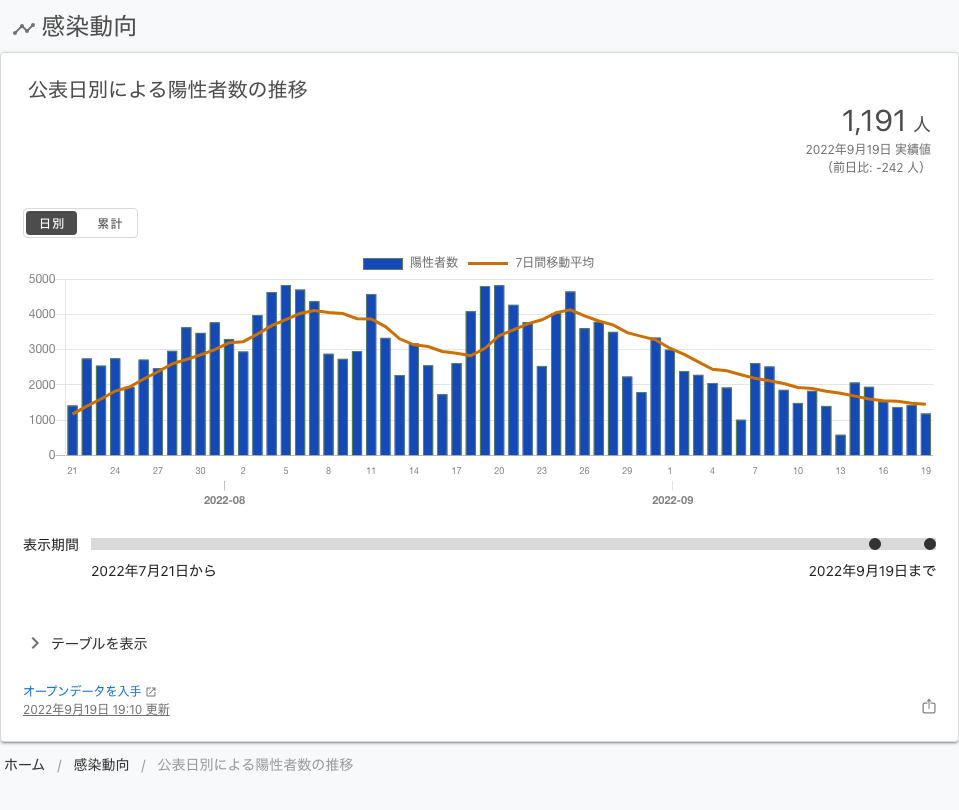 感染動向
公表日別による陽性者数の推移
1,191 人
2022年9月19日 実績値
（前日比: -242 人）
日別 累計
陽性者数 7日間移動平均
5000
4000
3000
2000
1000
0
21 24 27 30 2 5 8 11 14 17 20 23 26 29 1 4 7 10 13 16 19
2022-08 2022-09
表示期間
2022年7月21日から 2022年9月19日まで
テーブルを表示
オープンデータを入手
2022年9月19日 19:10 更新
ホーム / 感染動向 / 公表日別による陽性者数の推移